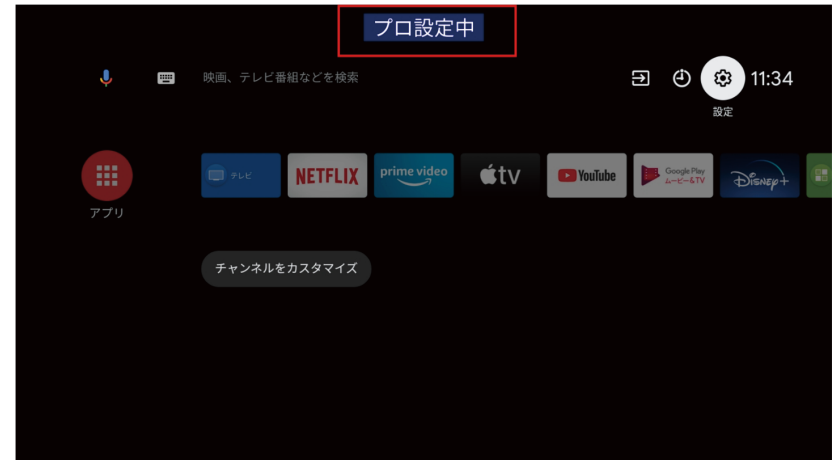 プロ設定中
映画、テレビ番組などを検索
11:34
設定
テレビ
NETFLIX
prime video
tv
YouTube
Google Play
ムービー&TV
Disney+
アプリ
チャンネルをカスタマイズ